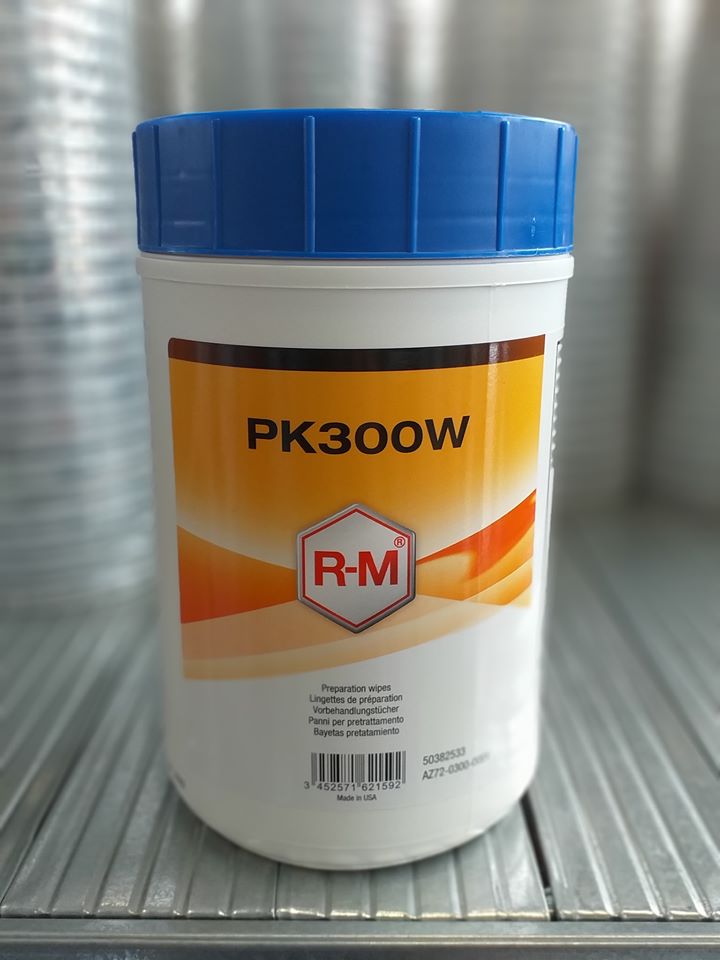 PK300W
R-M®
Preparation wipes
Lingettes de préparation
Vorbehandlungstücher
Panni per pretrattamento
Bayetas pretatamiento
3 452571 621592
Made in USA
50382533